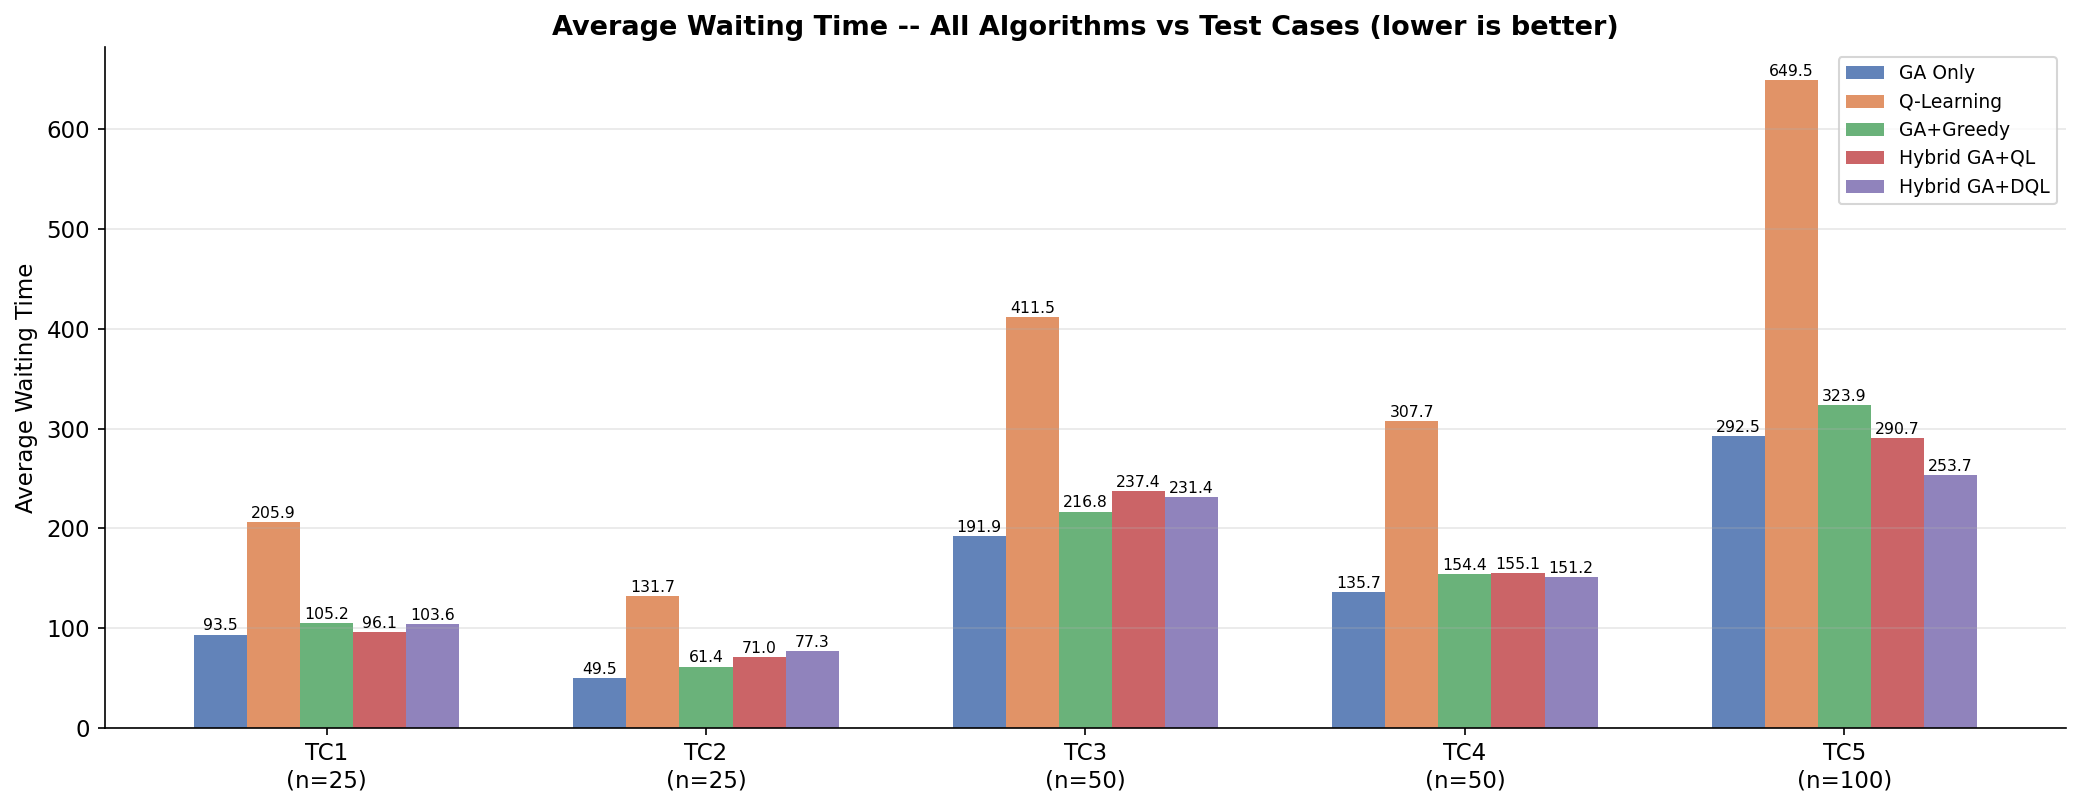 Average Waiting Time -- All Algorithms vs Test Cases (lower is better)
GA Only
Q-Learning
GA+Greedy
Hybrid GA+QL
Hybrid GA+DQL
Average Waiting Time
600
500
400
300
200
100
0
93.5
205.9
105.2
96.1
103.6
49.5
131.7
61.4
71.0
77.3
191.9
411.5
216.8
237.4
231.4
135.7
307.7
154.4
155.1
151.2
292.5
649.5
323.9
290.7
253.7
TC1
(n=25)
TC2
(n=25)
TC3
(n=50)
TC4
(n=50)
TC5
(n=100)